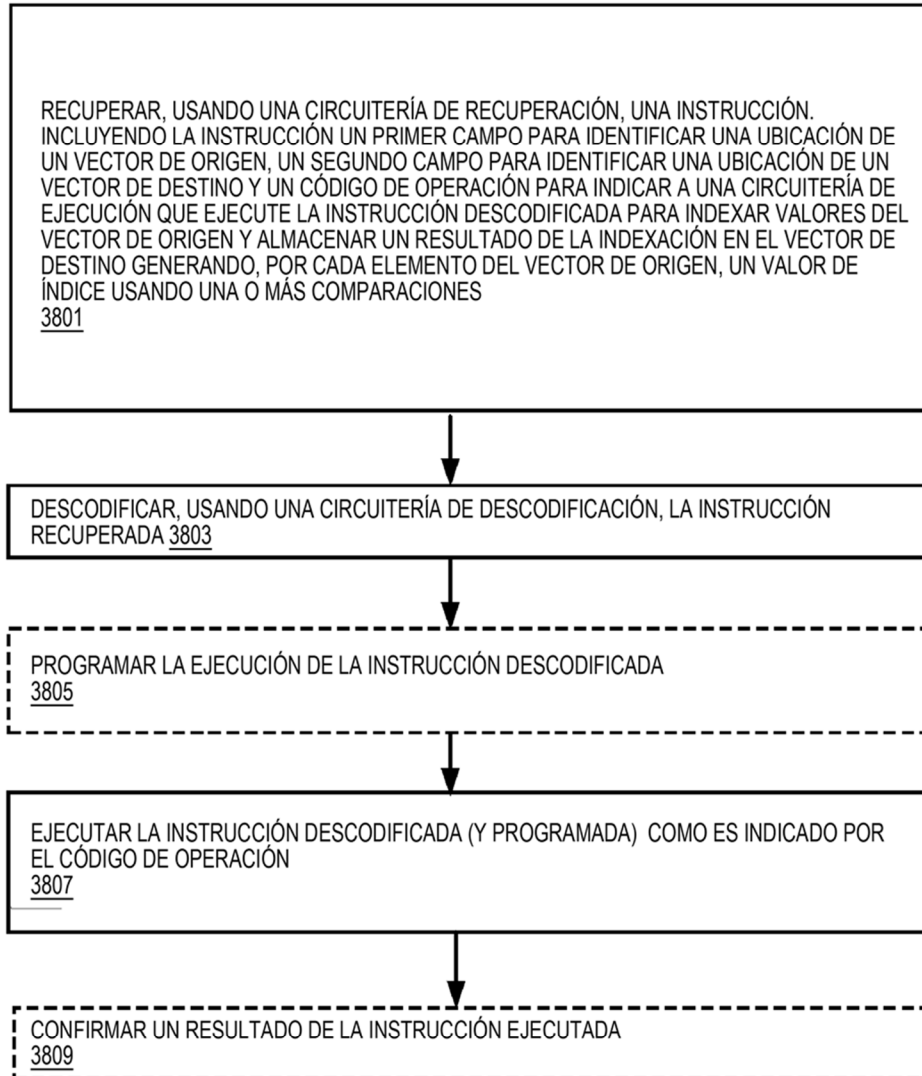 RECUPERAR, USANDO UNA CIRCUITERÍA DE RECUPERACIÓN, UNA INSTRUCCIÓN.
INCLUYENDO LA INSTRUCCIÓN UN PRIMER CAMPO PARA IDENTIFICAR UNA UBICACIÓN DE
UN VECTOR DE ORIGEN, UN SEGUNDO CAMPO PARA IDENTIFICAR UNA UBICACIÓN DE UN
VECTOR DE DESTINO Y UN CÓDIGO DE OPERACIÓN PARA INDICAR A UNA CIRCUITERÍA DE
EJECUCIÓN QUE EJECUTE LA INSTRUCCIÓN DESCODIFICADA PARA INDEXAR VALORES DEL
VECTOR DE ORIGEN Y ALMACENAR UN RESULTADO DE LA INDEXACIÓN EN EL VECTOR DE
DESTINO GENERANDO, POR CADA ELEMENTO DEL VECTOR DE ORIGEN, UN VALOR DE
ÍNDICE USANDO UNA O MÁS COMPARACIONES
3801
DESCODIFICAR, USANDO UNA CIRCUITERÍA DE DESCODIFICACIÓN, LA INSTRUCCIÓN
RECUPERADA 3803
PROGRAMAR LA EJECUCIÓN DE LA INSTRUCCIÓN DESCODIFICADA
3805
EJECUTAR LA INSTRUCCIÓN DESCODIFICADA (Y PROGRAMADA) COMO ES INDICADO POR
EL CÓDIGO DE OPERACIÓN
3807
CONFIRMAR UN RESULTADO DE LA INSTRUCCIÓN EJECUTADA
3809